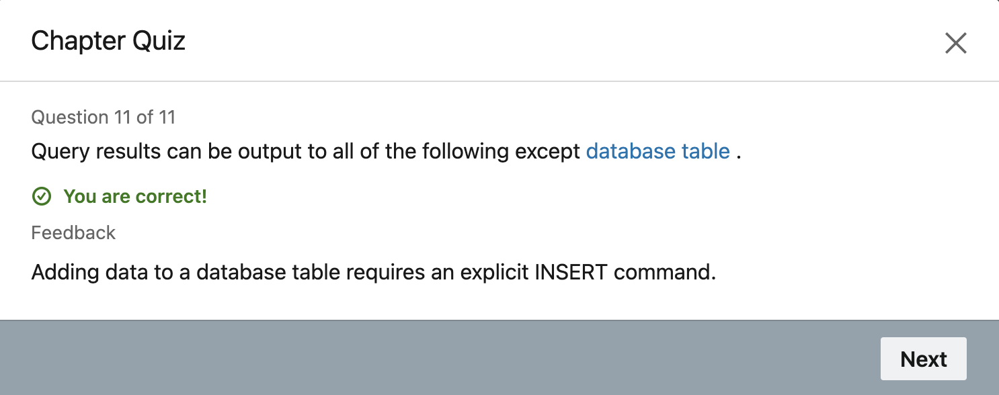 Chapter Quiz
Question 11 of 11
Query results can be output to all of the following except database table .
You are correct!
Feedback
Adding data to a database table requires an explicit INSERT command.
Next